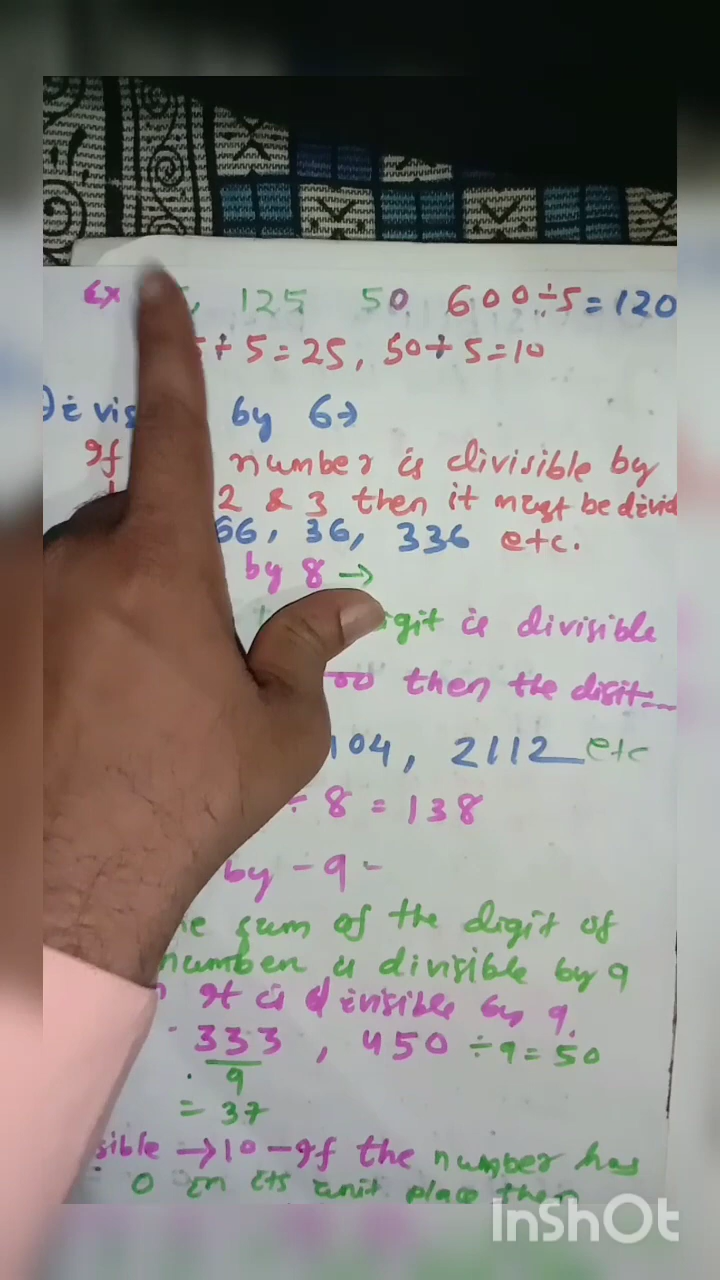 Ex 125 50 600÷5=120
+ 5=25, 50+5=10
by 6→
If number is divisible by
2 & 3 then it must be divid
66, 36, 336 etc.
by 8 →
digit is divisible
then the digit...
104, 2112 etc
÷ 8 = 138
by - 9 -
sum of the digit of
number is divisible by 9
It is divisible by 9.
333, 450 ÷9=50
9
= 37
sible →10-If the number has
0 in its unit place then
InShOt